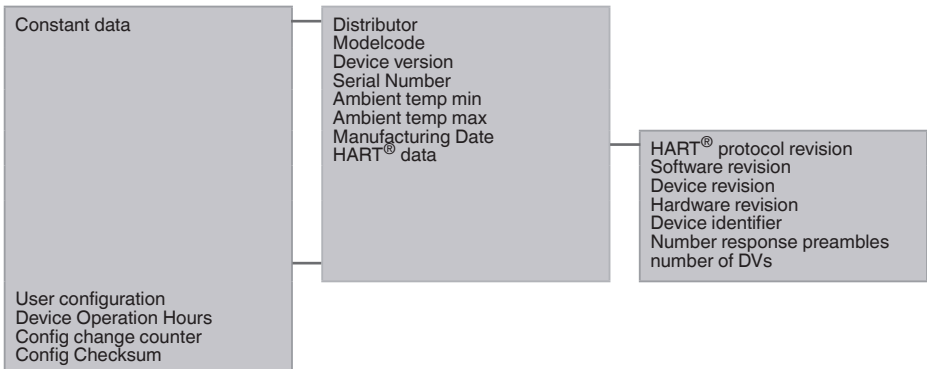 Constant data
Distributor
Modelcode
Device version
Serial Number
Ambient temp min
Ambient temp max
Manufacturing Date
HART® data
HART® protocol revision
Software revision
Device revision
Hardware revision
Device identifier
Number response preambles
number of DVs
User configuration
Device Operation Hours
Config change counter
Config Checksum